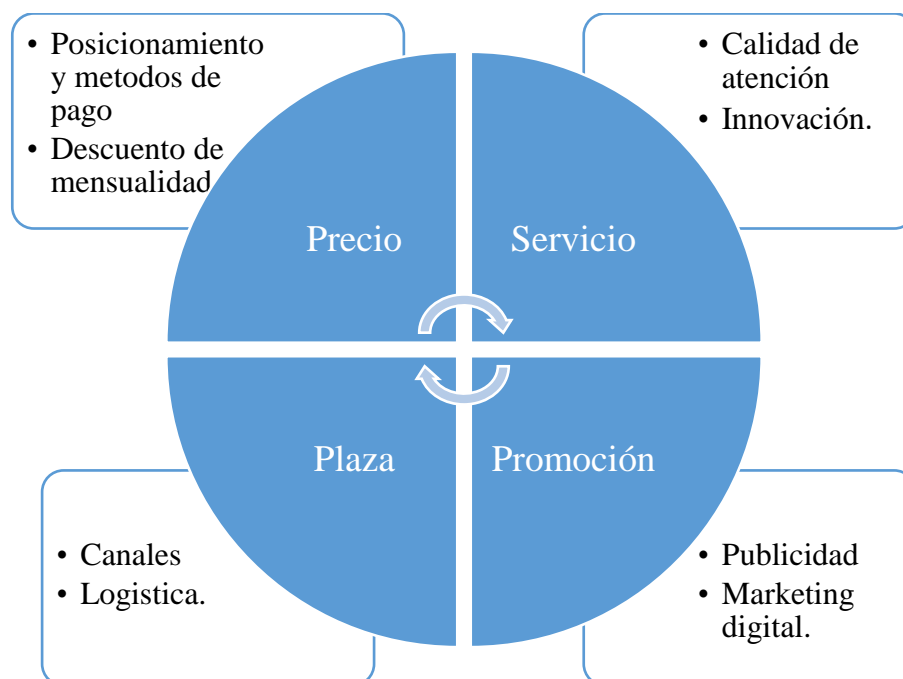 • Posicionamiento
y metodos de
pago
• Descuento de
mensualidad
• Calidad de
atención
• Innovación.
Precio
Servicio
Plaza
Promoción
• Canales
• Logistica.
• Publicidad
• Marketing
digital.